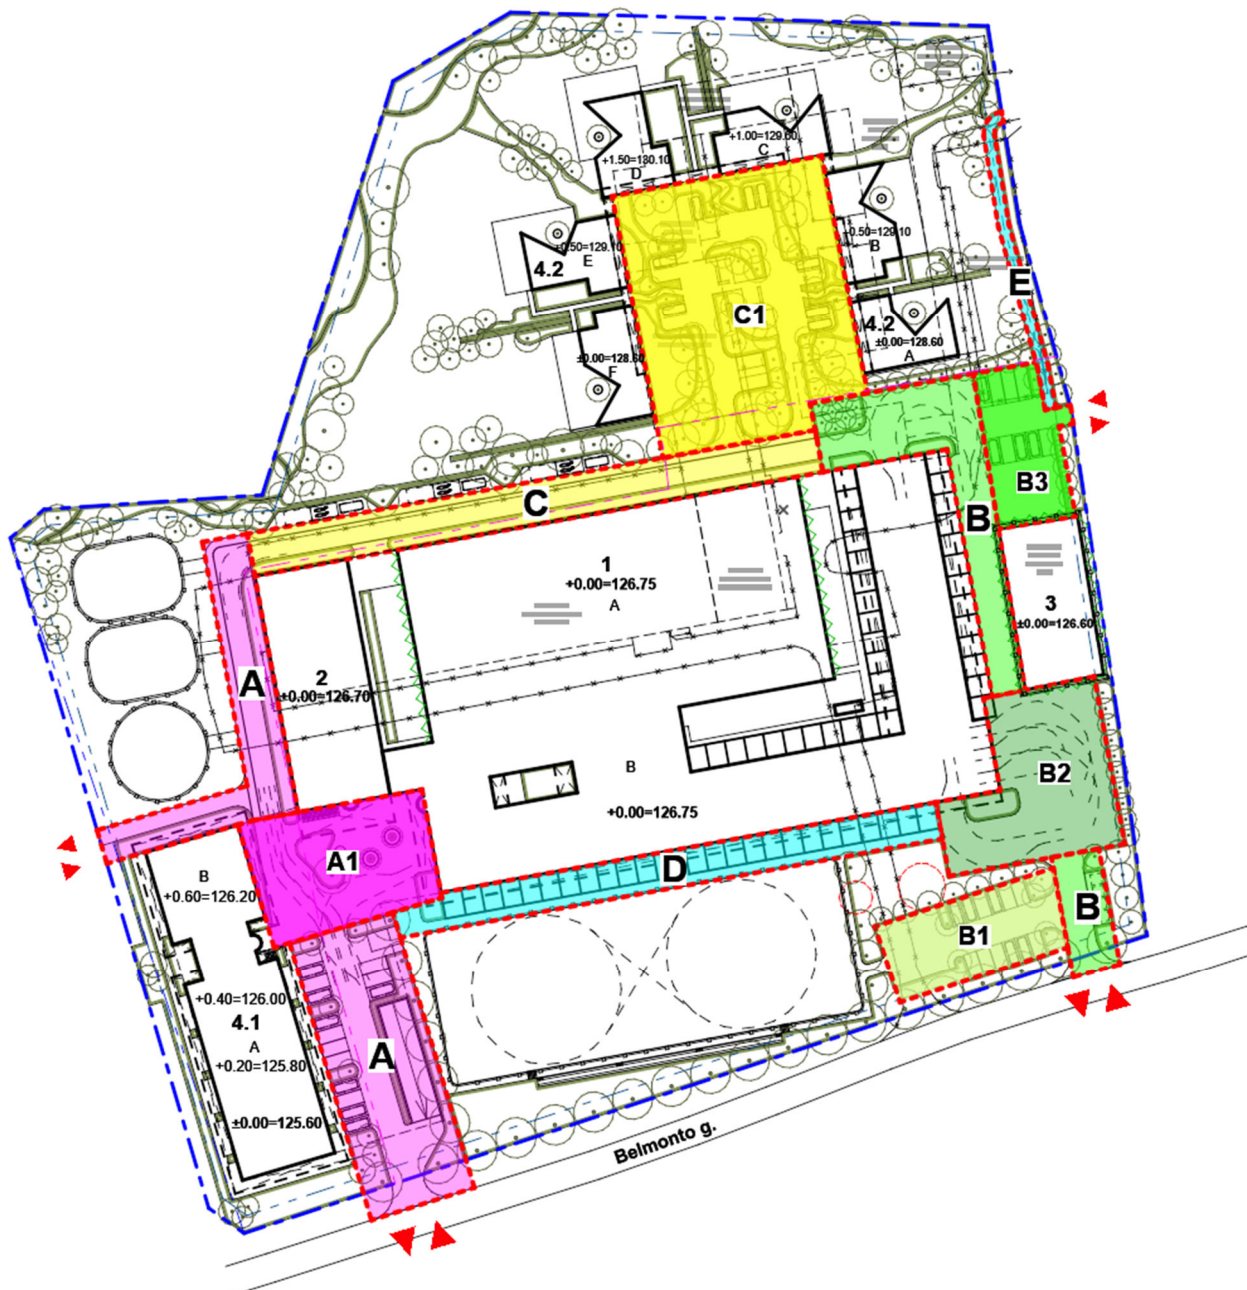 +1.00=129.60
C
+1.50=130.10
D
-0.50=129.10
B
+0.50=129.10
E
4.2
E
C1
4.2
±0.00=128.60
A
±0.00=128.60
F
B3
C
B
1
+0.00=126.75
A
3
±0.00=126.60
A
2
+0.00=126.70
B
+0.00=126.75
B2
A1
D
B
+0.60=126.20
B
B1
+0.40=126.00
4.1
A
+0.20=125.80
A
±0.00=125.60
Belmonto g.